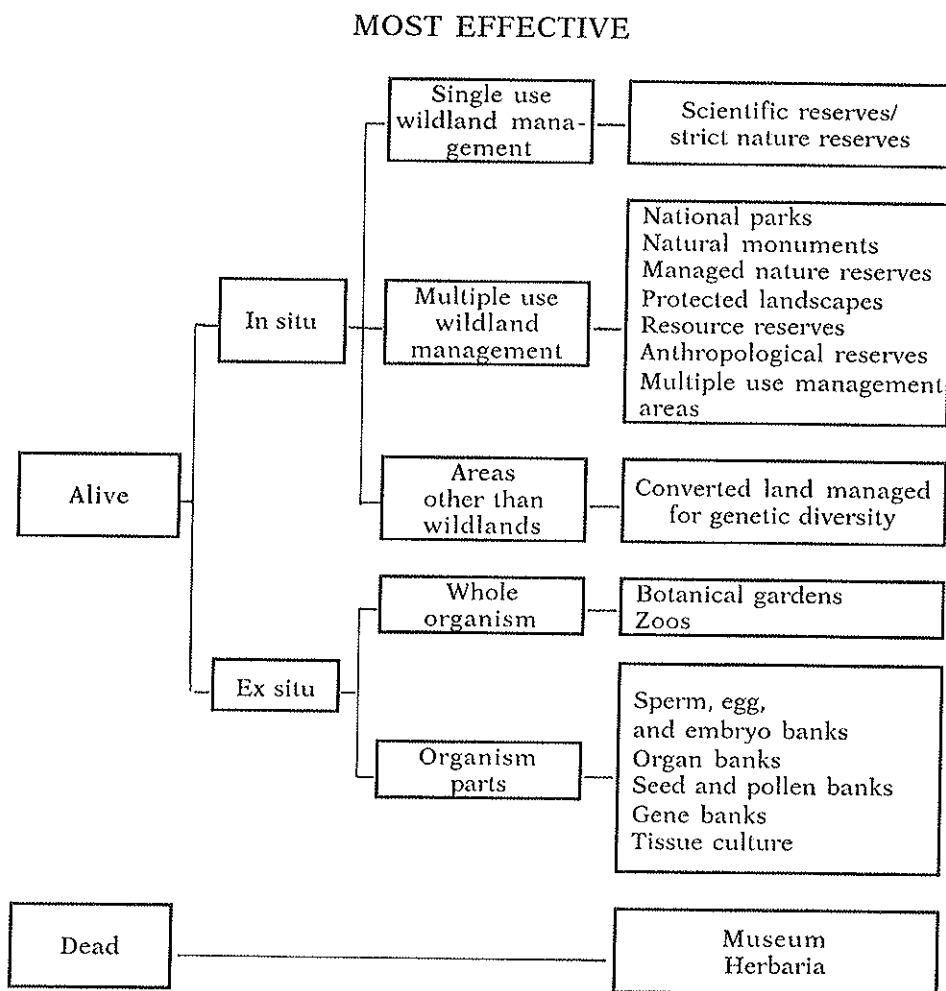 MOST EFFECTIVE
Single use
wildland mana-
gement
Scientific reserves/
strict nature reserves
In situ
Multiple use
wildland
management
National parks
Natural monuments
Managed nature reserves
Protected landscapes
Resource reserves
Anthropological reserves
Multiple use management
areas
Alive
Areas
other than
wildlands
Converted land managed
for genetic diversity
Ex situ
Whole
organism
Botanical gardens
Zoos
Organism
parts
Sperm, egg,
and embryo banks
Organ banks
Seed and pollen banks
Gene banks
Tissue culture
Dead
Museum
Herbaria